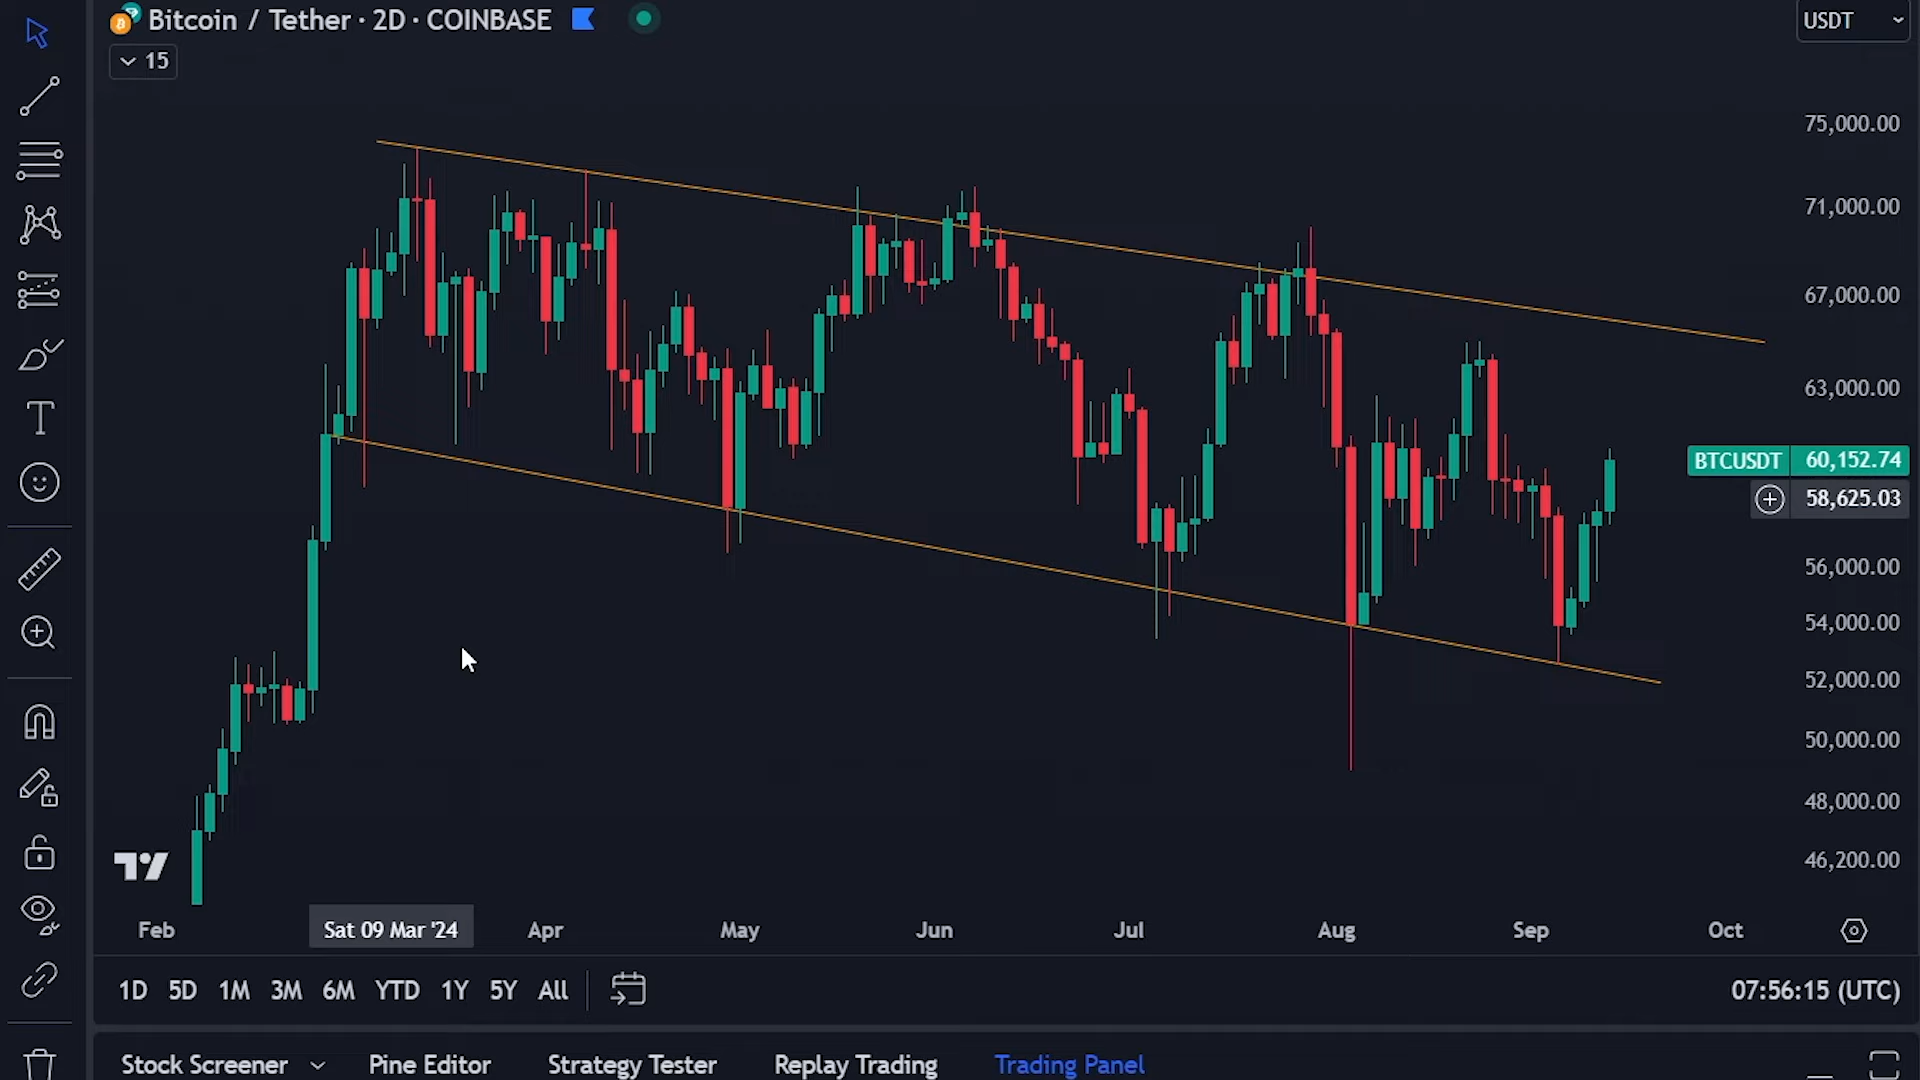 Bitcoin / Tether · 2D · COINBASE
USDT
15
75,000.00
71,000.00
67,000.00
63,000.00
BTCUSDT 60,152.74
58,625.03
56,000.00
54,000.00
52,000.00
50,000.00
48,000.00
46,200.00
Feb Sat 09 Mar '24 Apr May Jun Jul Aug Sep Oct
1D 5D 1M 3M 6M YTD 1Y 5Y All 07:56:15 (UTC)
Stock Screener Pine Editor Strategy Tester Replay Trading Trading Panel